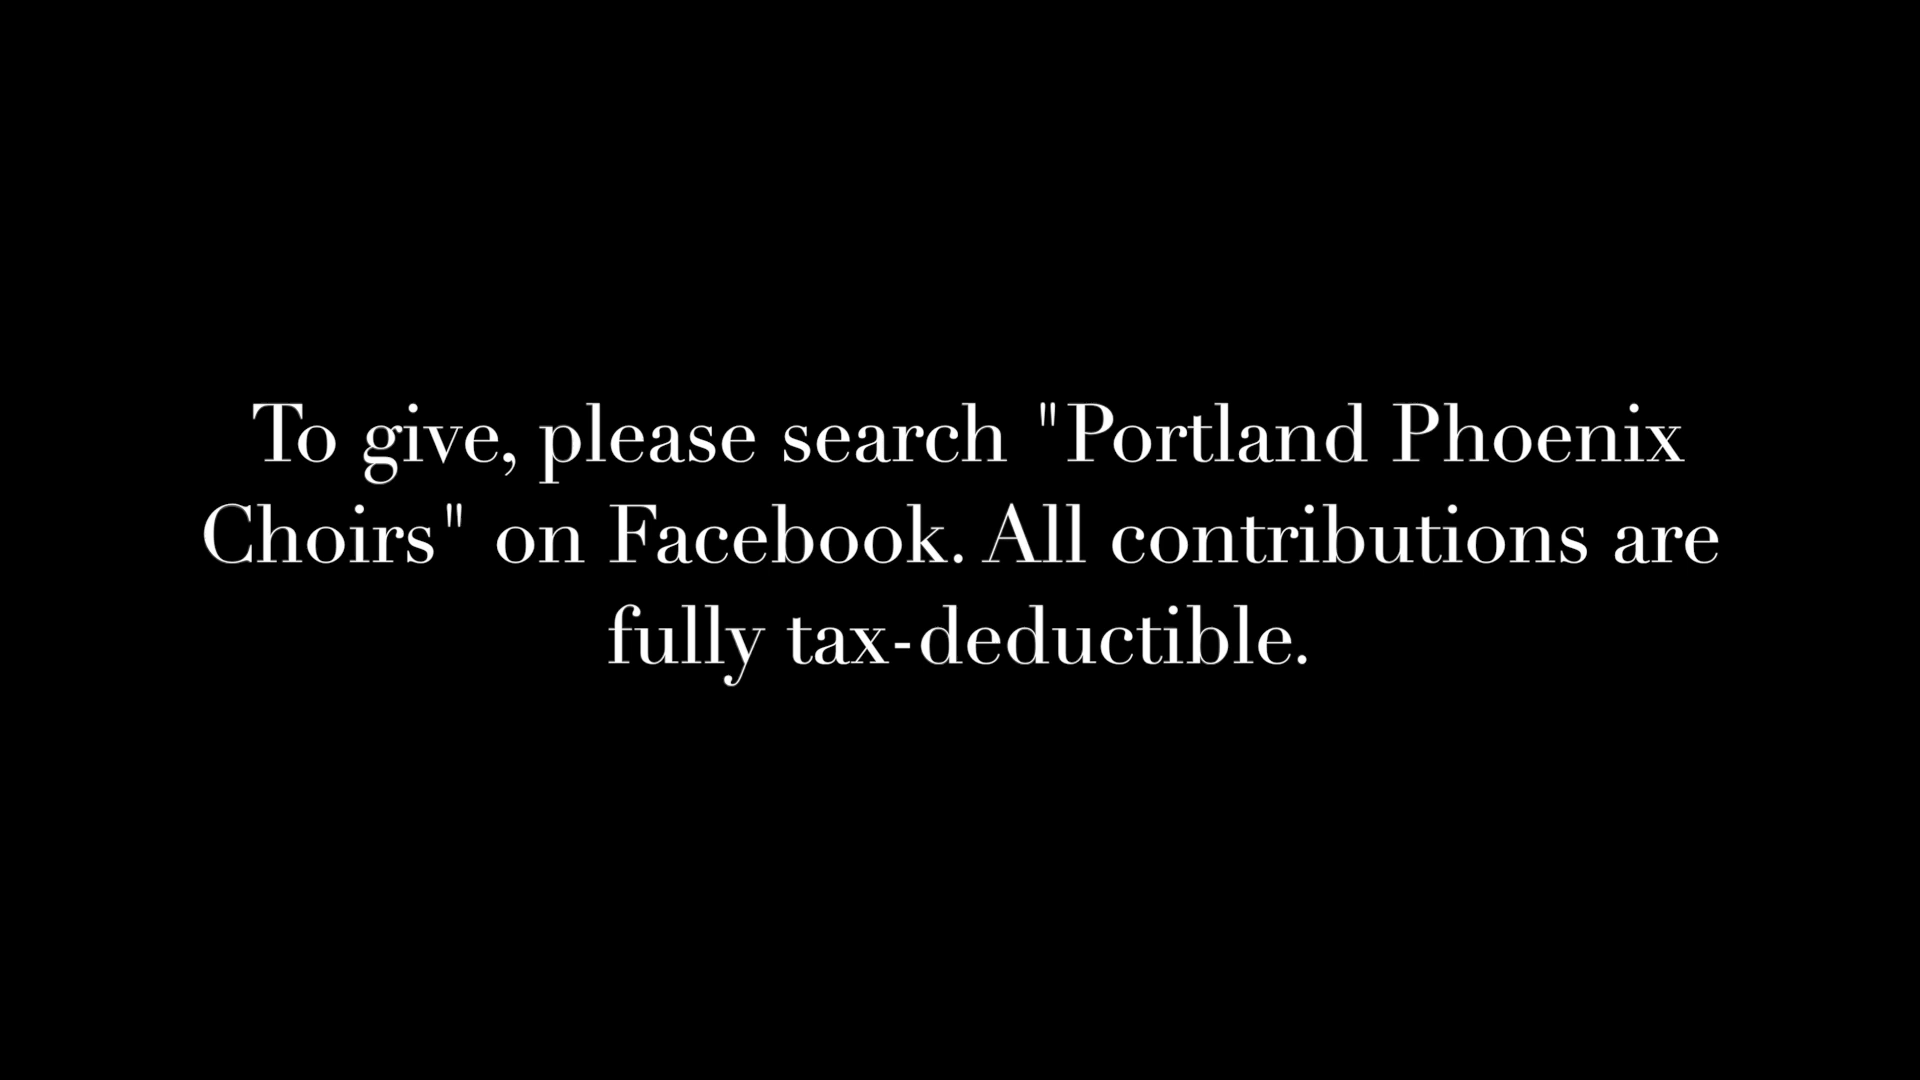 To give, please search "Portland Phoenix
Choirs" on Facebook. All contributions are
fully tax-deductible.